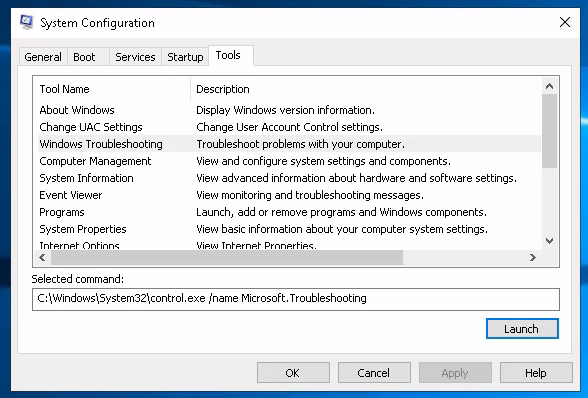 System Configuration
General Boot Services Startup Tools
Tool Name Description
About Windows Display Windows version information.
Change UAC Settings Change User Account Control settings.
Windows Troubleshooting Troubleshoot problems with your computer.
Computer Management View and configure system settings and components.
System Information View advanced information about hardware and software settings.
Event Viewer View monitoring and troubleshooting messages.
Programs Launch, add or remove programs and Windows components.
System Properties View basic information about your computer system settings.
Internet Options View Internet Properties.
Selected command:
C:\Windows\System32\control.exe /name Microsoft.Troubleshooting
Launch
OK Cancel Apply Help